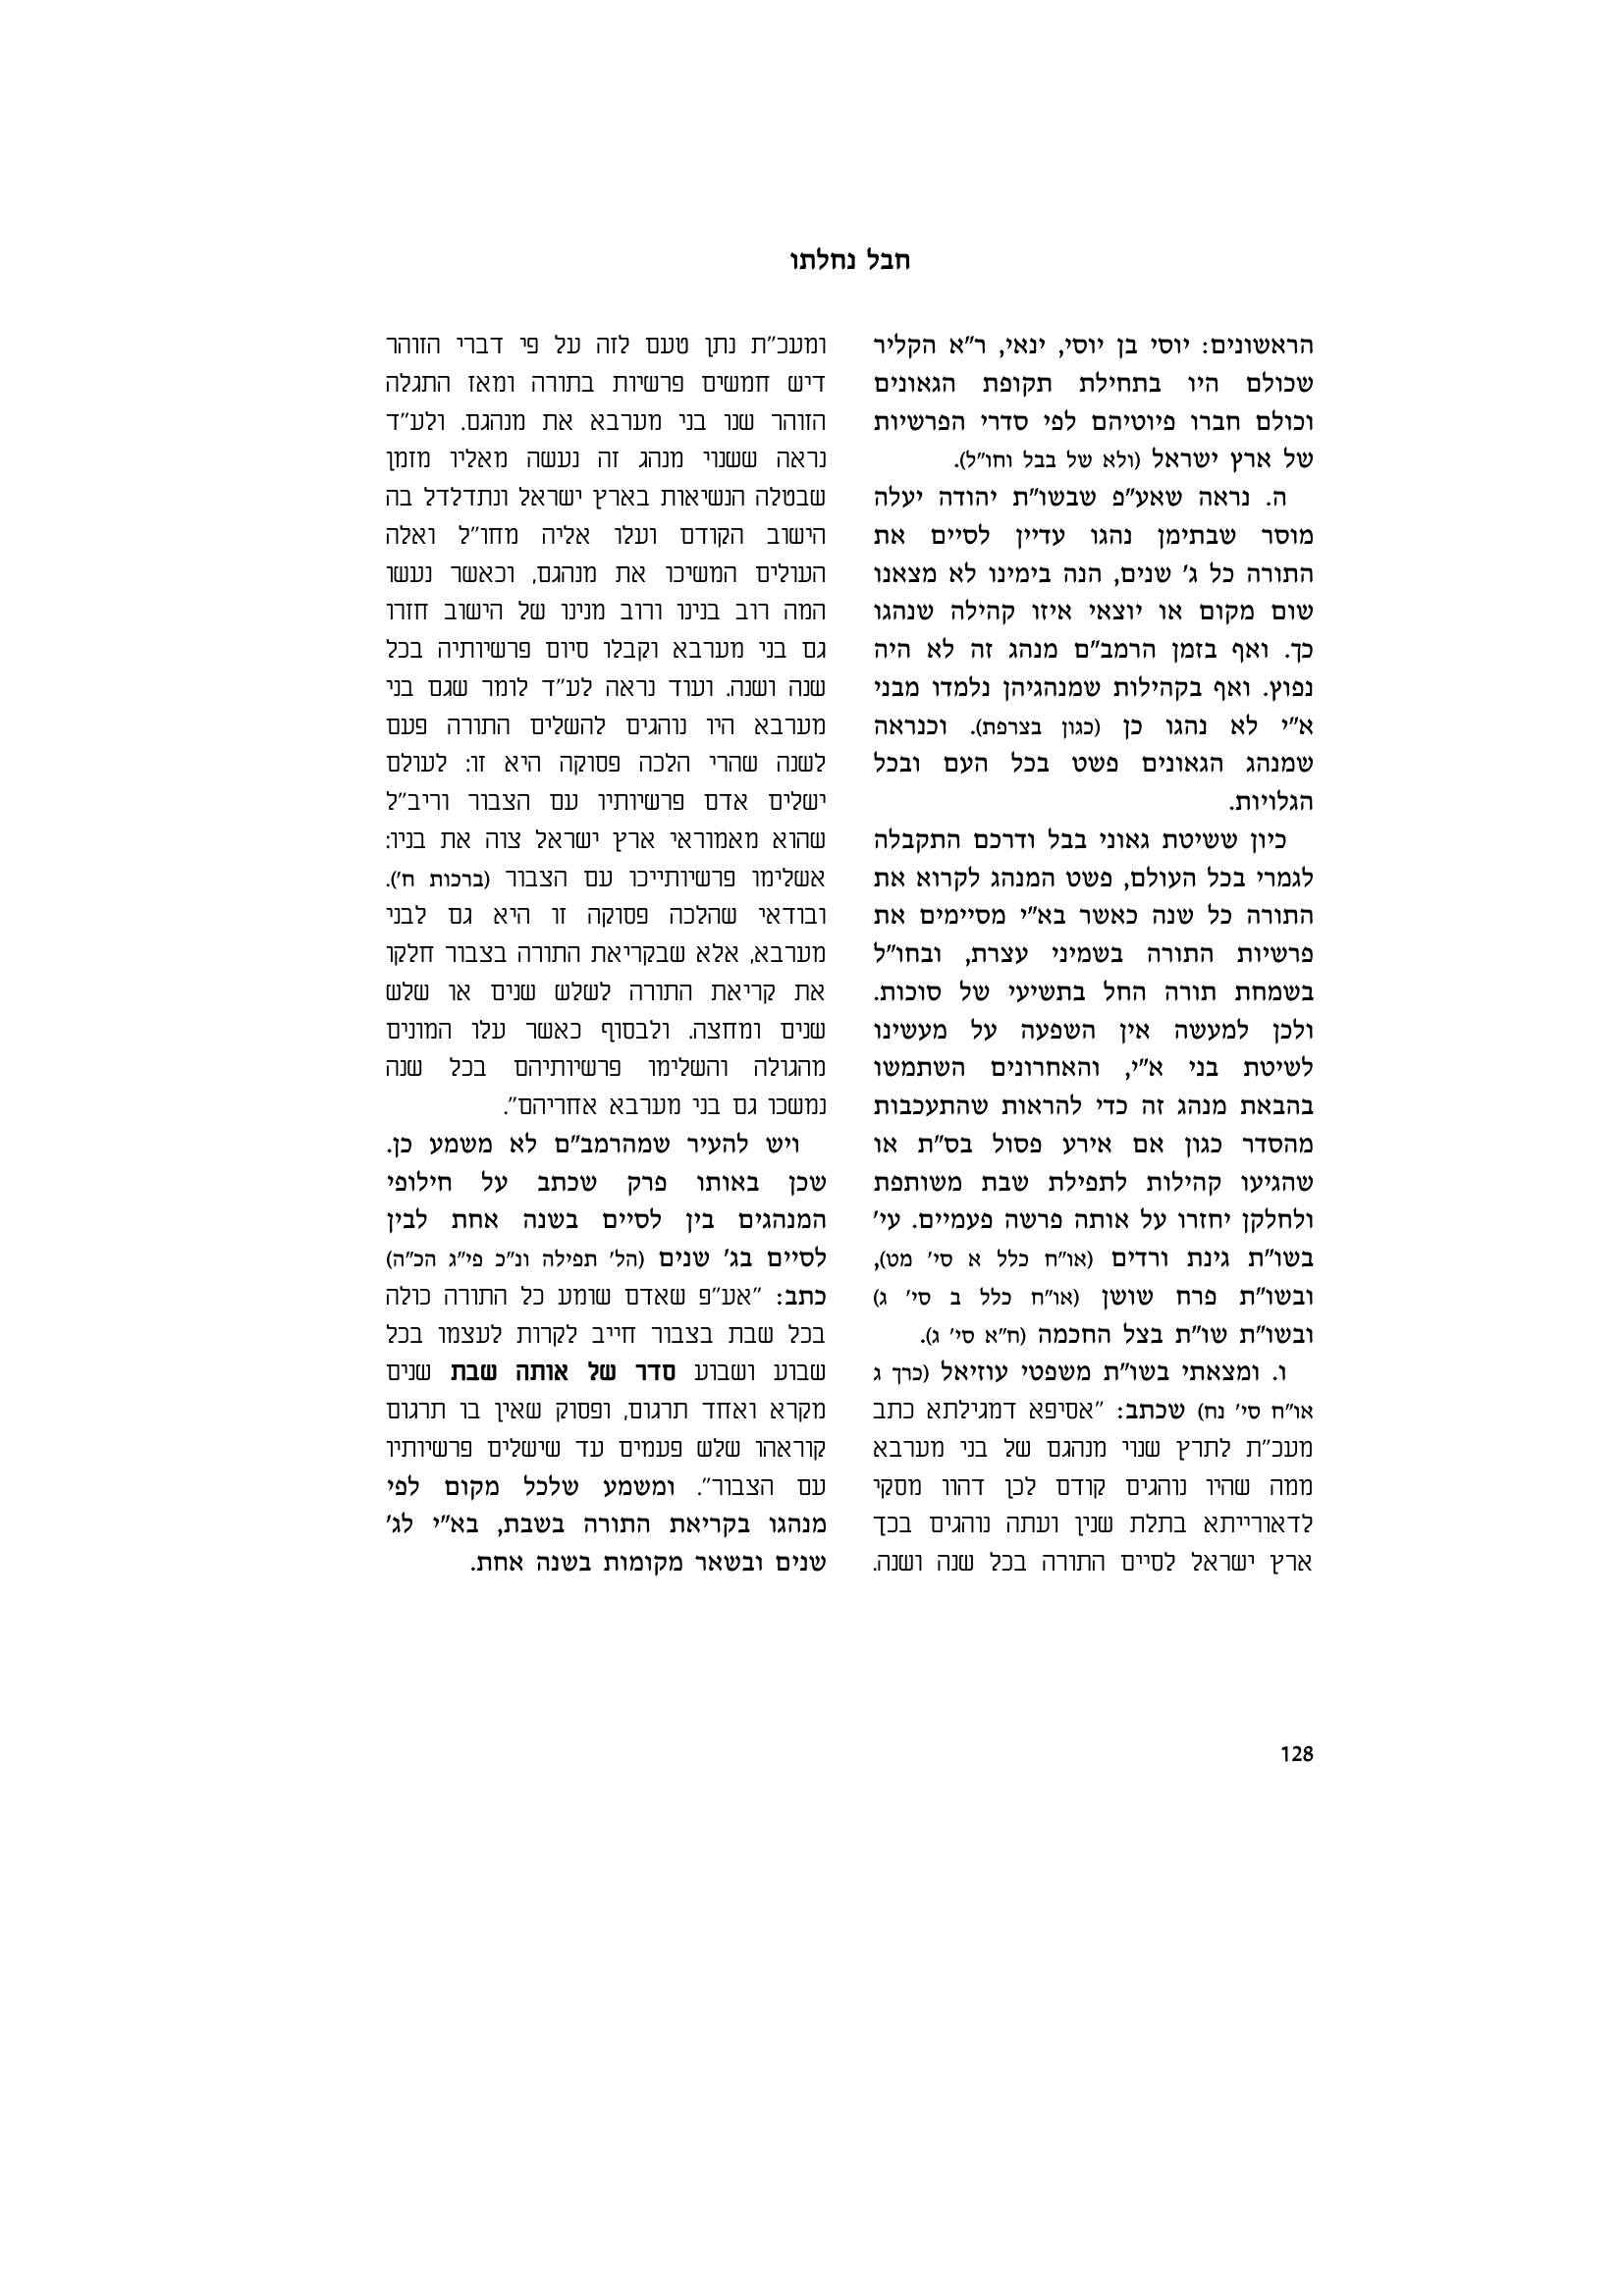 חבל נחלתו
הראשונים: יוסי בן יוסי, ינאי, ר"א הקליר
שכולם היו בתחילת תקופת הגאונים
וכולם חברו פיוטיהם לפי סדרי הפרשיות
של ארץ ישראל (ולא של בבל וחו"ל).
ה. נראה שאע"פ שבשו"ת יהודה יעלה
מוסר שבתימן נהגו עדיין לסיים את
התורה כל ג' שנים, הנה בימינו לא מצאנו
שום מקום או יוצאי איזו קהילה שנהגו
כך. ואף בזמן הרמב"ם מנהג זה לא היה
נפוץ. ואף בקהילות שמנהגיהן נלמדו מבני
א"י לא נהגו כן (כגון בצרפת). וכנראה
שמנהג הגאונים פשט בכל העם ובכל
הגלויות.
כיון ששיטת גאוני בבל ודרכם התקבלה
לגמרי בכל העולם, פשט המנהג לקרוא את
התורה כל שנה כאשר בא"י מסיימים את
פרשיות התורה בשמיני עצרת, ובחו"ל
בשמחת תורה החל בתשיעי של סוכות.
ולכן למעשה אין השפעה על מעשינו
לשיטת בני א"י, והאחרונים השתמשו
בהבאת מנהג זה כדי להראות שהתעכבות
מהסדר כגון אם אירע פסול בס"ת או
שהגיעו קהילות לתפילת שבת משותפת
ולחלקן יחזרו על אותה פרשה פעמיים. עי'
בשו"ת גינת ורדים (או"ח כלל א סי' מט),
ובשו"ת פרח שושן (או"ח כלל ב סי' ג)
ובשו"ת שו"ת בצל החכמה (ח"א סי' ג).
ו. ומצאתי בשו"ת משפטי עוזיאל (כרך ג
או"ח סי' נח) שכתב: "אסיפא דמגילתא כתב
מעכ"ת לתרץ שנוי מנהגם של בני מערבא
ממה שהיו נוהגים קודם לכן דהוו מסקי
לדאורייתא בתלת שנין ועתה נוהגים בכך
ארץ ישראל לסיים התורה בכל שנה ושנה.
ומעכ"ת נתן טעם לזה על פי דברי הזוהר
דיש חמשים פרשיות בתורה ומאז התגלה
הזוהר שנו בני מערבא את מנהגם. ולע"ד
נראה ששנוי מנהג זה נעשה מאליו מזמן
שבטלה הנשיאות בארץ ישראל ונתדלדל בה
הישוב הקודם ועלו אליה מחו"ל ואלה
העולים המשיכו את מנהגם, וכאשר נעשו
המה רוב בנינו ורוב מנינו של הישוב חזרו
גם בני מערבא וקבלו סיום פרשיותיה בכל
שנה ושנה. ועוד נראה לע"ד לומר שגם בני
מערבא היו נוהגים להשלים התורה פעם
לשנה שהרי הלכה פסוקה היא זו: לעולם
ישלים אדם פרשיותיו עם הצבור וריב"ל
שהוא מאמוראי ארץ ישראל צוה את בניו:
אשלימו פרשיותייכו עם הצבור (ברכות ח').
ובודאי שהלכה פסוקה זו היא גם לבני
מערבא, אלא שבקריאת התורה בצבור חלקו
את קריאת התורה לשלש שנים או שלש
שנים ומחצה. ולבסוף כאשר עלו המונים
מהגולה והשלימו פרשיותיהם בכל שנה
נמשכו גם בני מערבא אחריהם".
ויש להעיר שמהרמב"ם לא משמע כן.
שכן באותו פרק שכתב על חילופי
המנהגים בין לסיים בשנה אחת לבין
לסיים בג' שנים (הל' תפילה ונ"כ פי"ג הכ"ה)
כתב: "אע"פ שאדם שומע כל התורה כולה
בכל שבת בצבור חייב לקרות לעצמו בכל
שבוע ושבוע סדר של אותה שבת שנים
מקרא ואחד תרגום, ופסוק שאין בו תרגום
קוראהו שלש פעמים עד שישלים פרשיותיו
עם הצבור". ומשמע שלכל מקום לפי
מנהגו בקריאת התורה בשבת, בא"י לג'
שנים ובשאר מקומות בשנה אחת.
128